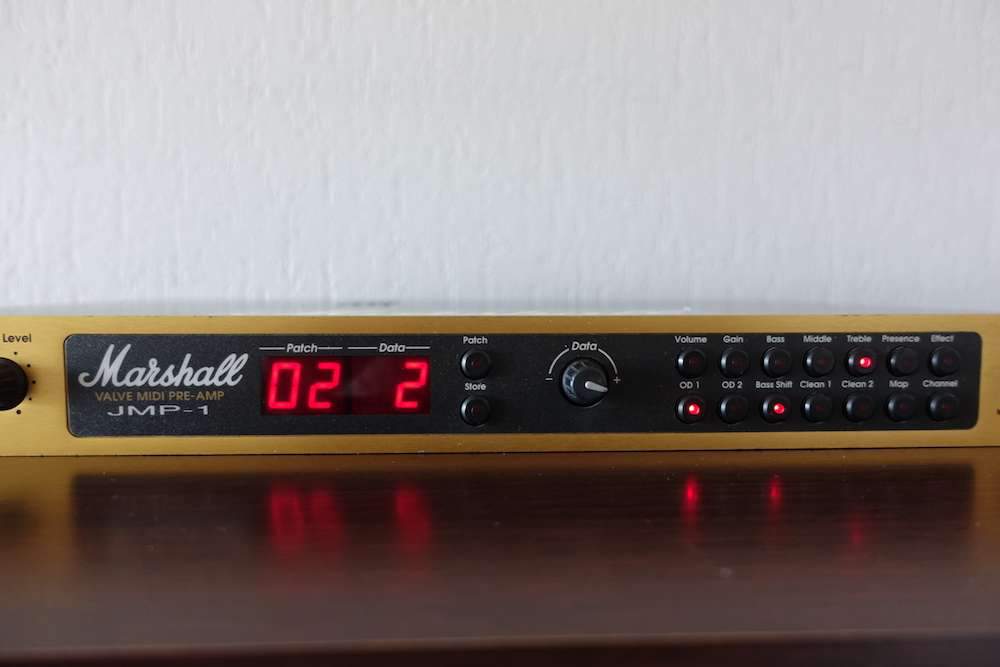 Level
Marshall
VALVE MIDI PRE-AMP
JMP-1
Patch Data
02 2
Patch
Store
Data
- +
Volume Gain Bass Middle Treble Presence Effect
OD 1 OD 2 Bass Shift Clean 1 Clean 2 Map Channel